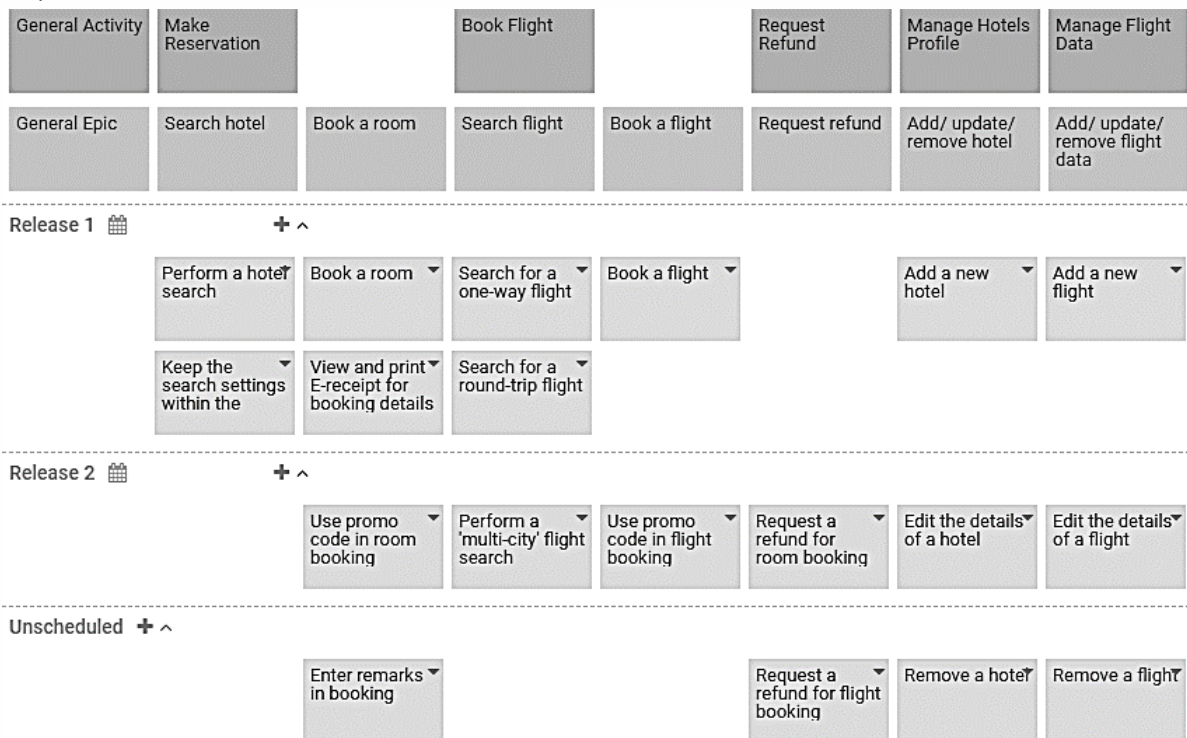 General Activity
Make
Reservation
Book Flight
Request
Refund
Manage Hotels
Profile
Manage Flight
Data
General Epic
Search hotel
Book a room
Search flight
Book a flight
Request refund
Add/ update/
remove hotel
Add/ update/
remove flight
data
Release 1
Perform a hotel
search
Book a room
Search for a
one-way flight
Book a flight
Add a new
hotel
Add a new
flight
Keep the
search settings
within the
View and print
E-receipt for
booking details
Search for a
round-trip flight
Release 2
Use promo
code in room
booking
Perform a
'multi-city' flight
search
Use promo
code in flight
booking
Request a
refund for
room booking
Edit the details
of a hotel
Edit the details
of a flight
Unscheduled
Enter remarks
in booking
Request a
refund for flight
booking
Remove a hotel
Remove a flight